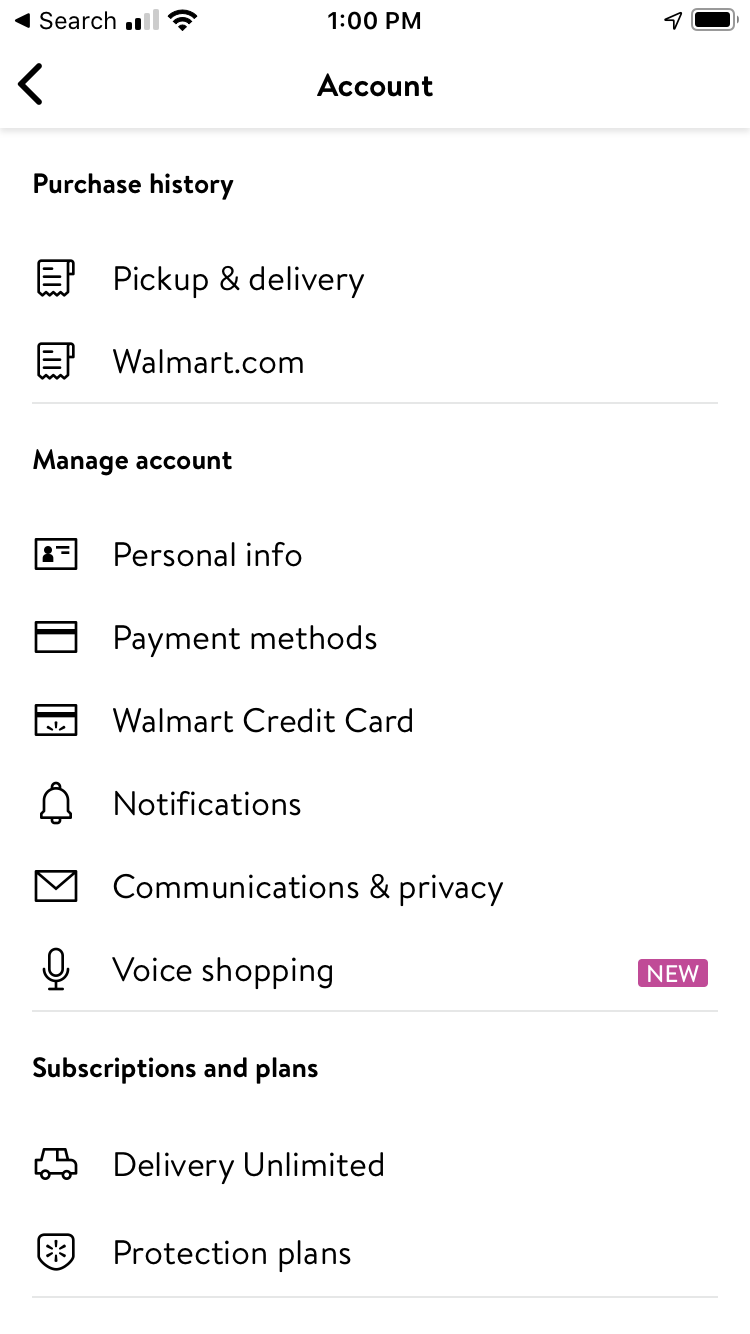 Search 1:00 PM
Account
Purchase history
Pickup & delivery
Walmart.com
Manage account
Personal info
Payment methods
Walmart Credit Card
Notifications
Communications & privacy
Voice shopping NEW
Subscriptions and plans
Delivery Unlimited
Protection plans